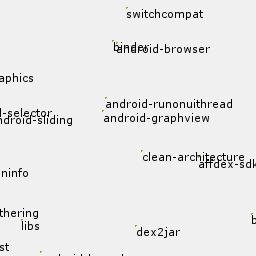 switchcompat
binder
android-browser
aphics
android-runonuithread
l-selector
android-graphview
ndroid-sliding
clean-architecture
affdex-sdk
ninfo
thering
libs
dex2jar
st